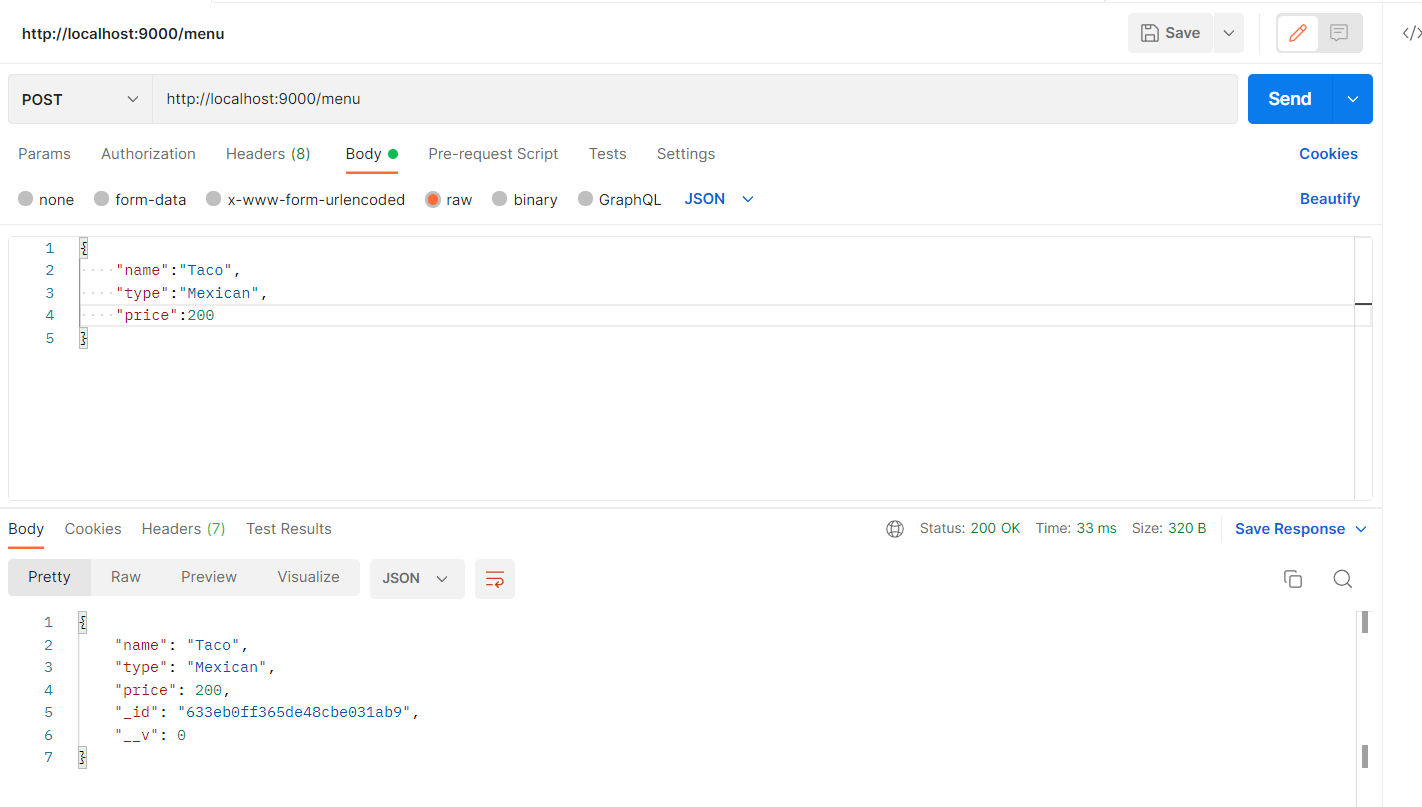 http://localhost:9000/menu
Save
</>
POST
http://localhost:9000/menu
Send
Params Authorization Headers (8) Body Pre-request Script Tests Settings Cookies
none form-data x-www-form-urlencoded raw binary GraphQL JSON Beautify
1 {
2 "name":"Taco",
3 "type":"Mexican",
4 "price":200
5 }
Body Cookies Headers (7) Test Results Status: 200 OK Time: 33 ms Size: 320 B Save Response
Pretty Raw Preview Visualize JSON
1 {
2 "name": "Taco",
3 "type": "Mexican",
4 "price": 200,
5 "_id": "633eb0ff365de48cbe031ab9",
6 "__v": 0
7 }